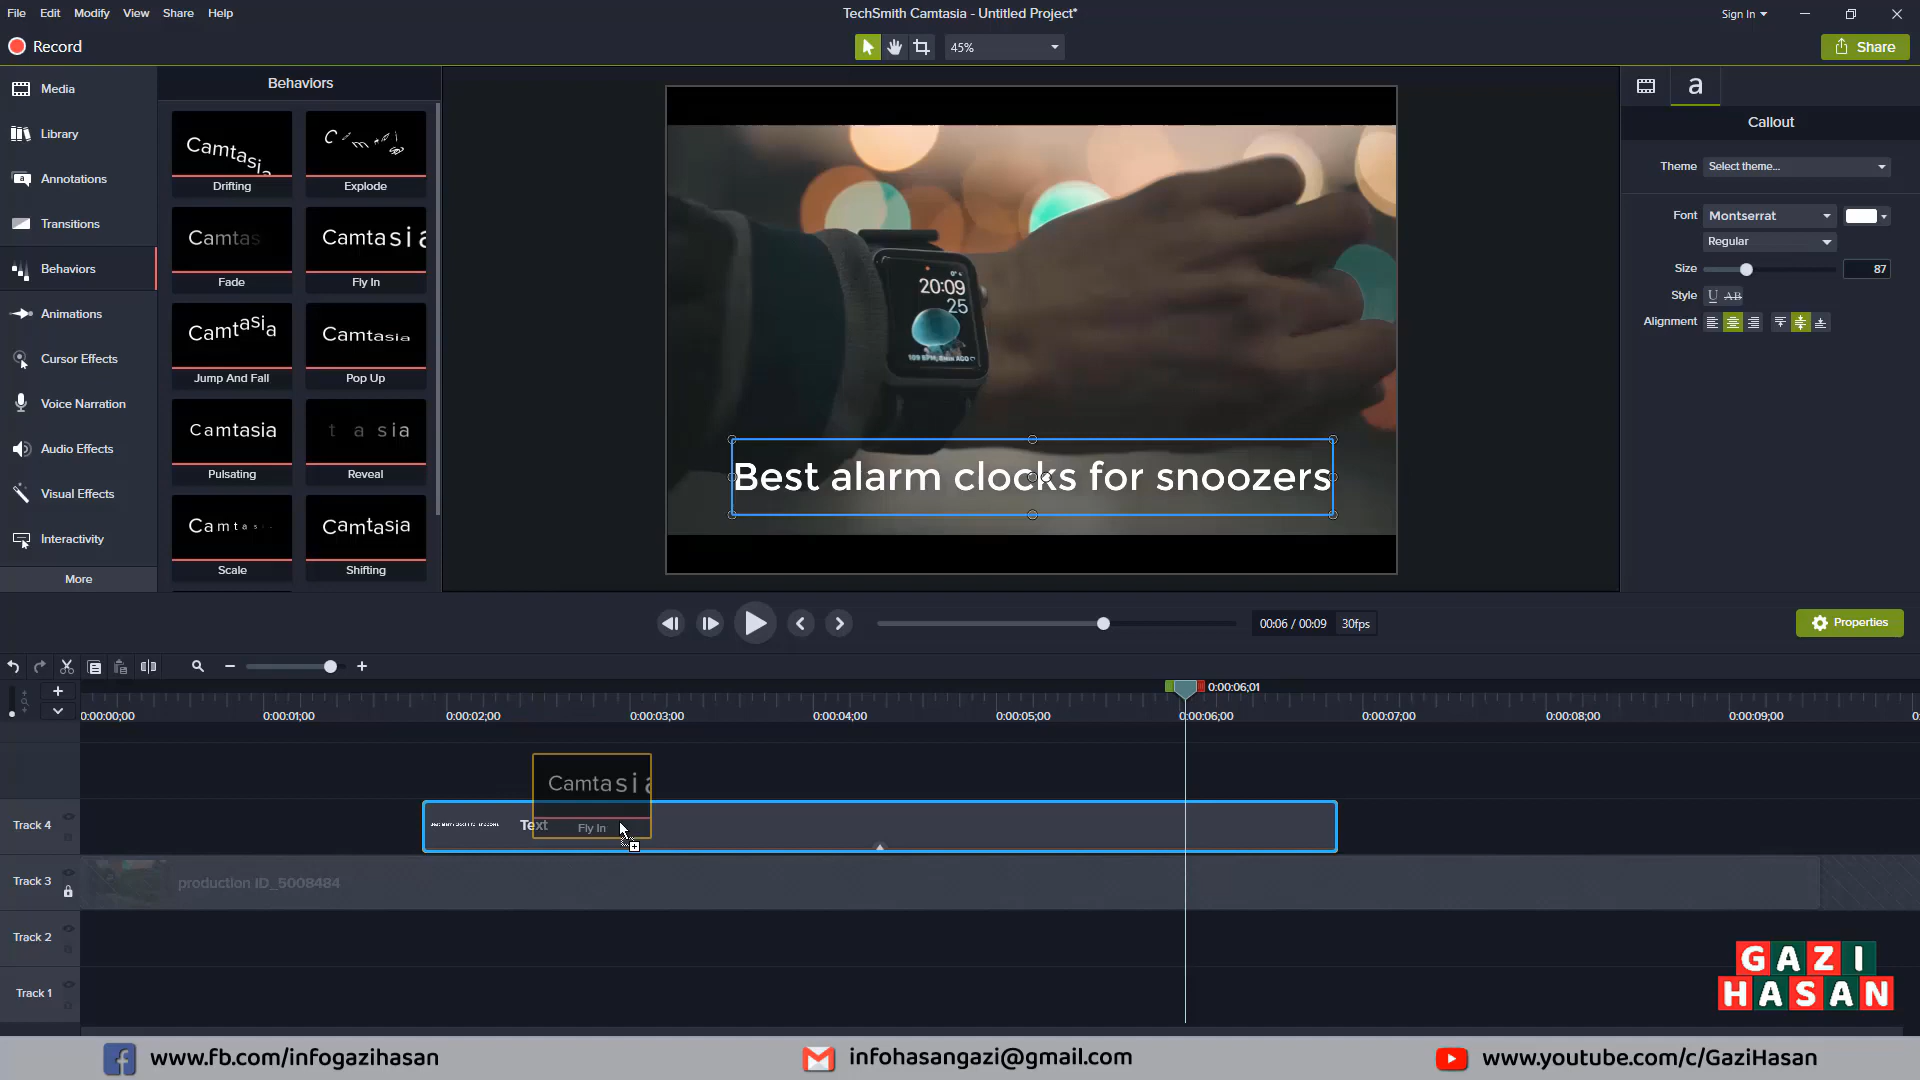 File Edit Modify View Share Help
TechSmith Camtasia - Untitled Project*
Sign In
Record
45%
Share
Media
Library
Annotations
Transitions
Behaviors
Animations
Cursor Effects
Voice Narration
Audio Effects
Visual Effects
Interactivity
More
Behaviors
Camtasia
Drifting
Explode
Camtas
Fade
Camtasia
Fly In
Camtasia
Jump And Fall
Camtasia
Pop Up
Camtasia
Pulsating
t a sia
Reveal
Camtas
Scale
Camtasia
Shifting
20:09
25
Best alarm clocks for snoozers
a
Callout
Theme Select theme...
Font Montserrat
Regular
Size 87
Style U AB
Alignment
00:06 / 00:09 30fps
Properties
0:00:06;01
0:00:00;00 0:00:01;00 0:00:02;00 0:00:03;00 0:00:04;00 0:00:05;00 0:00:06;00 0:00:07;00 0:00:08;00 0:00:09;00
Camtasia
Fly In
Track 4
Text
Track 3
production ID_5008484
Track 2
Track 1
GAZI
HASAN
www.fb.com/infogazihasan
infohasangazi@gmail.com
www.youtube.com/c/GaziHasan